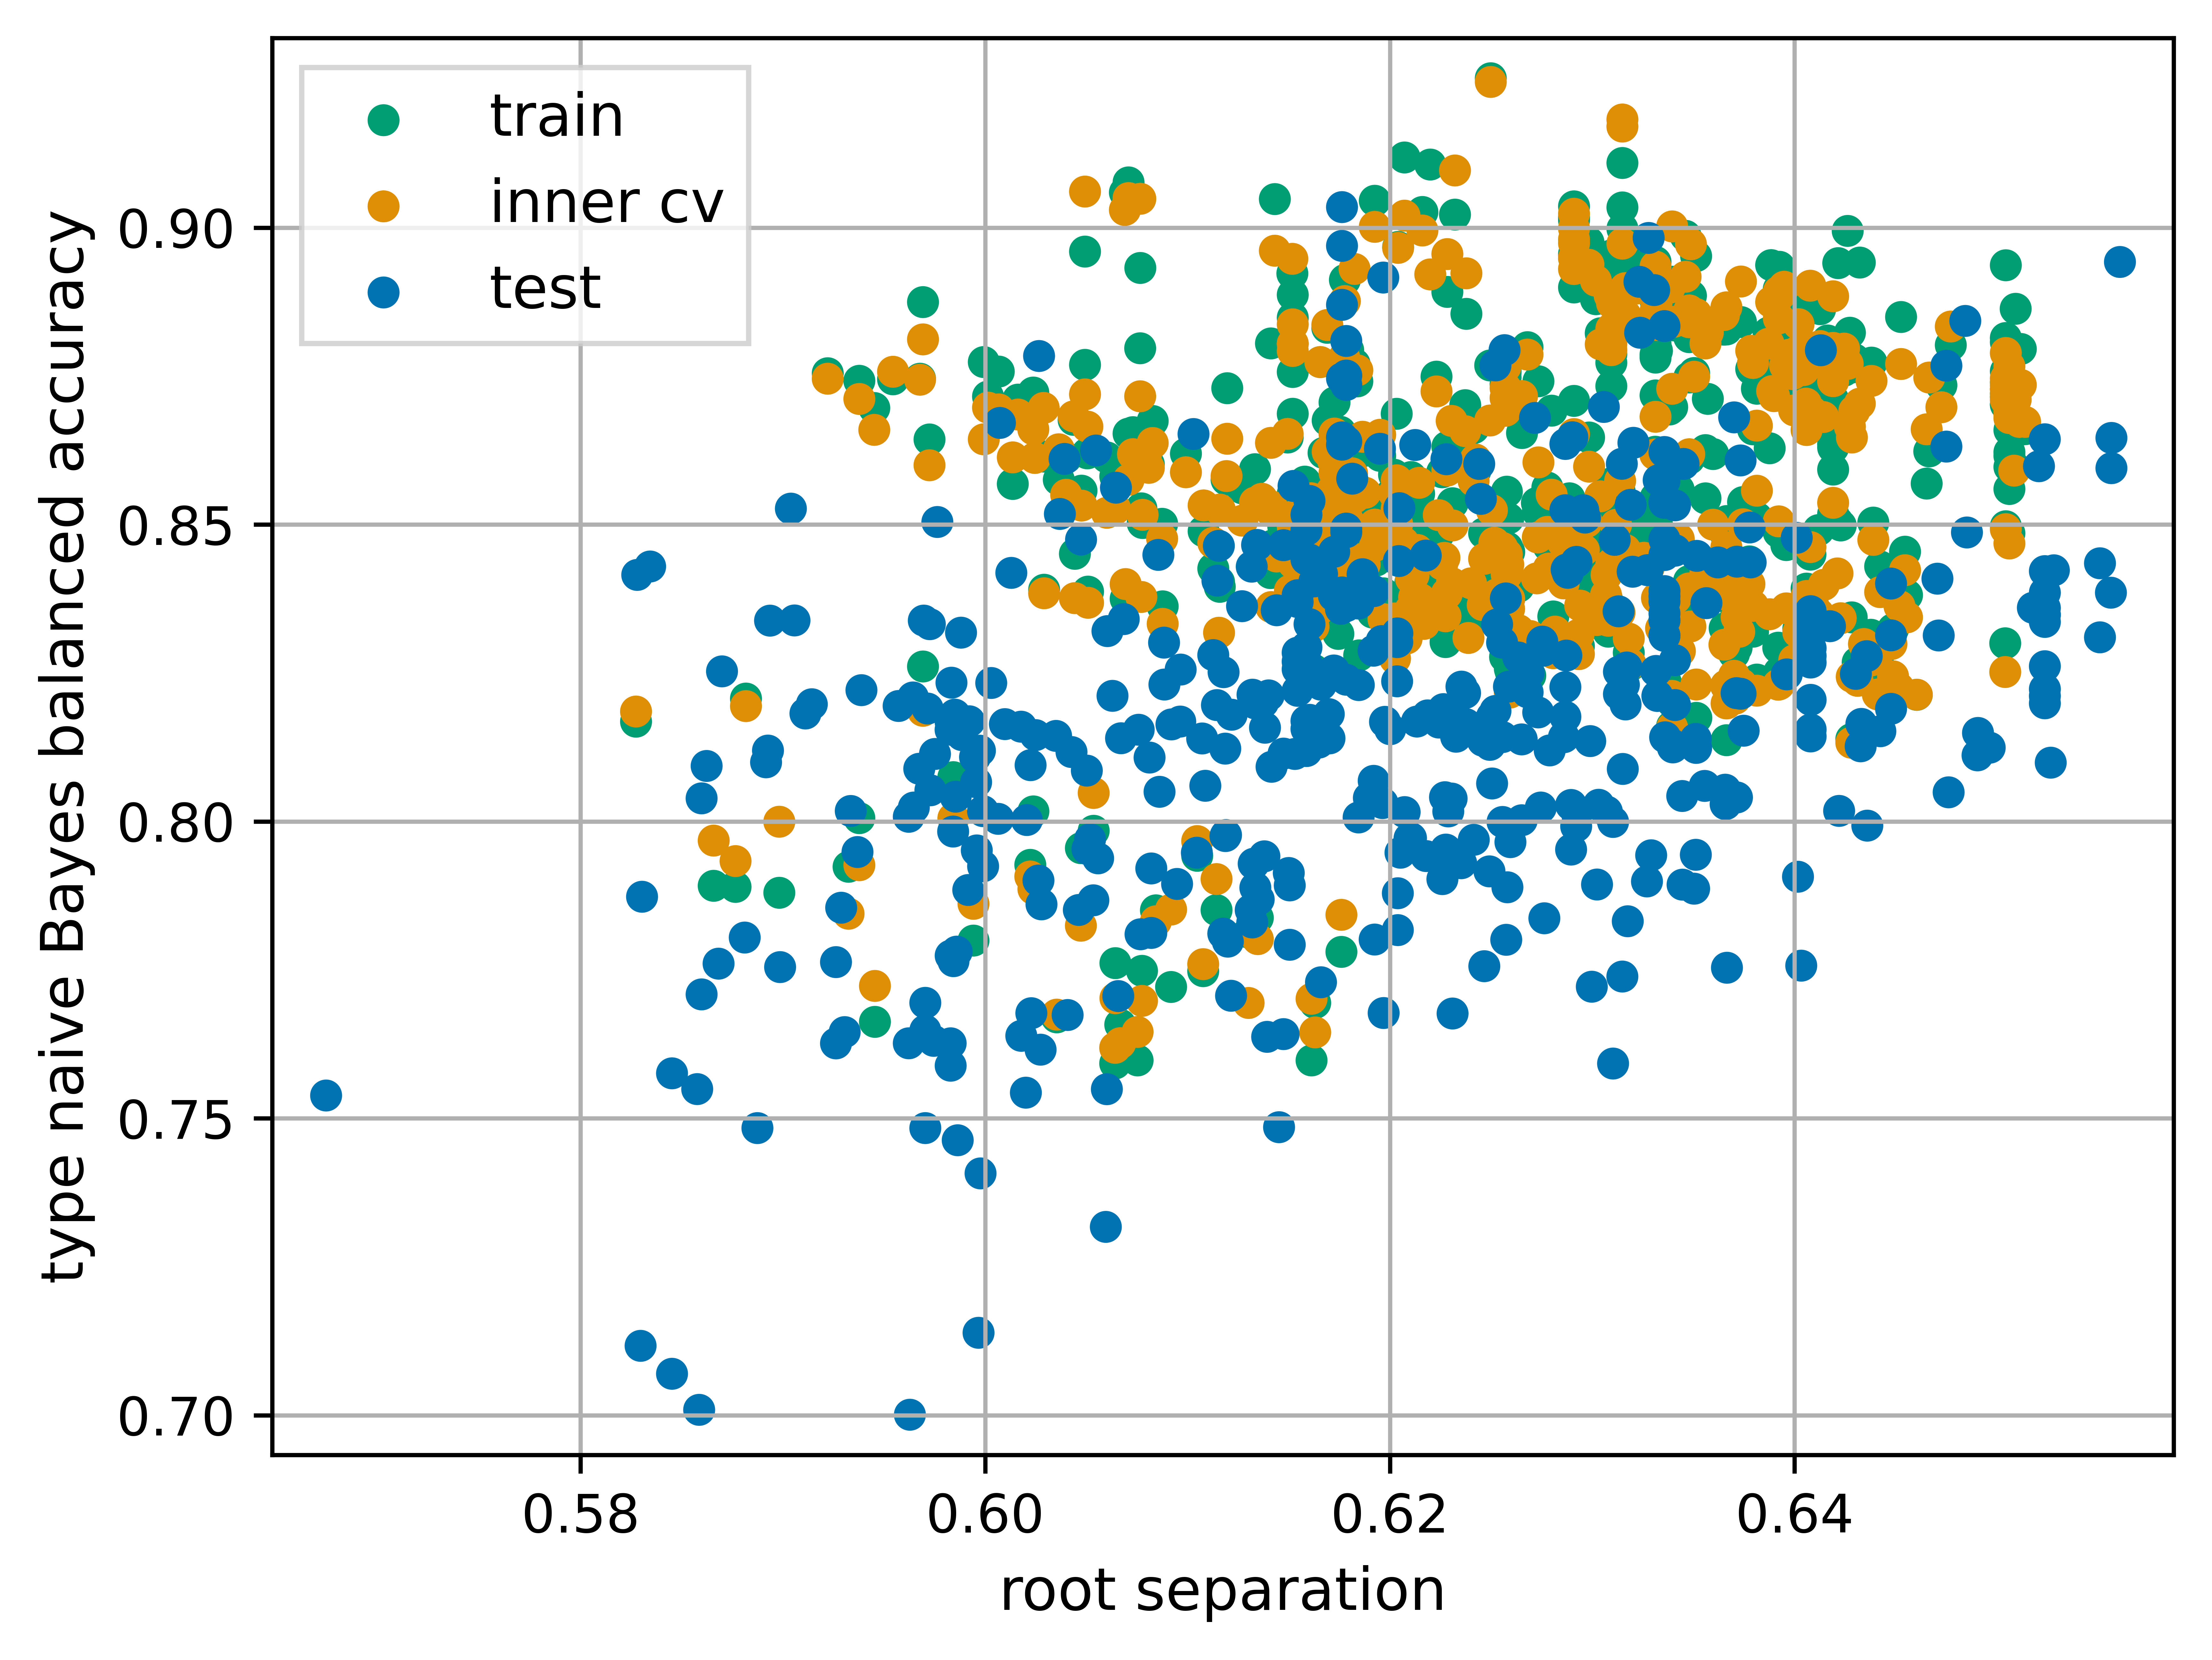 train
inner cv
test
type naive Bayes balanced accuracy
0.90
0.85
0.80
0.75
0.70
0.58
0.60
0.62
0.64
root separation